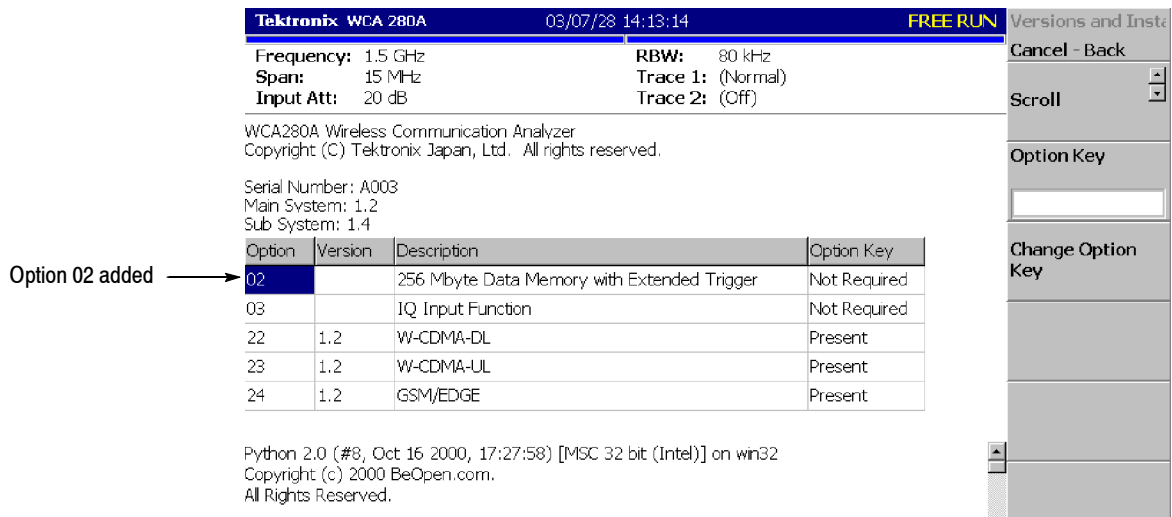 Tektronix WCA 280A 03/07/28 14:13:14 FREE RUN
Frequency: 1.5 GHz RBW: 80 kHz
Span: 15 MHz Trace 1: (Normal)
Input Att: 20 dB Trace 2: (Off)
WCA280A Wireless Communication Analyzer
Copyright (C) Tektronix Japan, Ltd. All rights reserved.
Serial Number: A003
Main System: 1.2
Sub System: 1.4
Option Version Description Option Key
Option 02 added
02 256 Mbyte Data Memory with Extended Trigger Not Required
03 IQ Input Function Not Required
22 1.2 W-CDMA-DL Present
23 1.2 W-CDMA-UL Present
24 1.2 GSM/EDGE Present
Python 2.0 (#8, Oct 16 2000, 17:27:58) [MSC 32 bit (Intel)] on win32
Copyright (c) 2000 BeOpen.com.
All Rights Reserved.
Versions and Insta
Cancel - Back
Scroll
Option Key
Change Option
Key